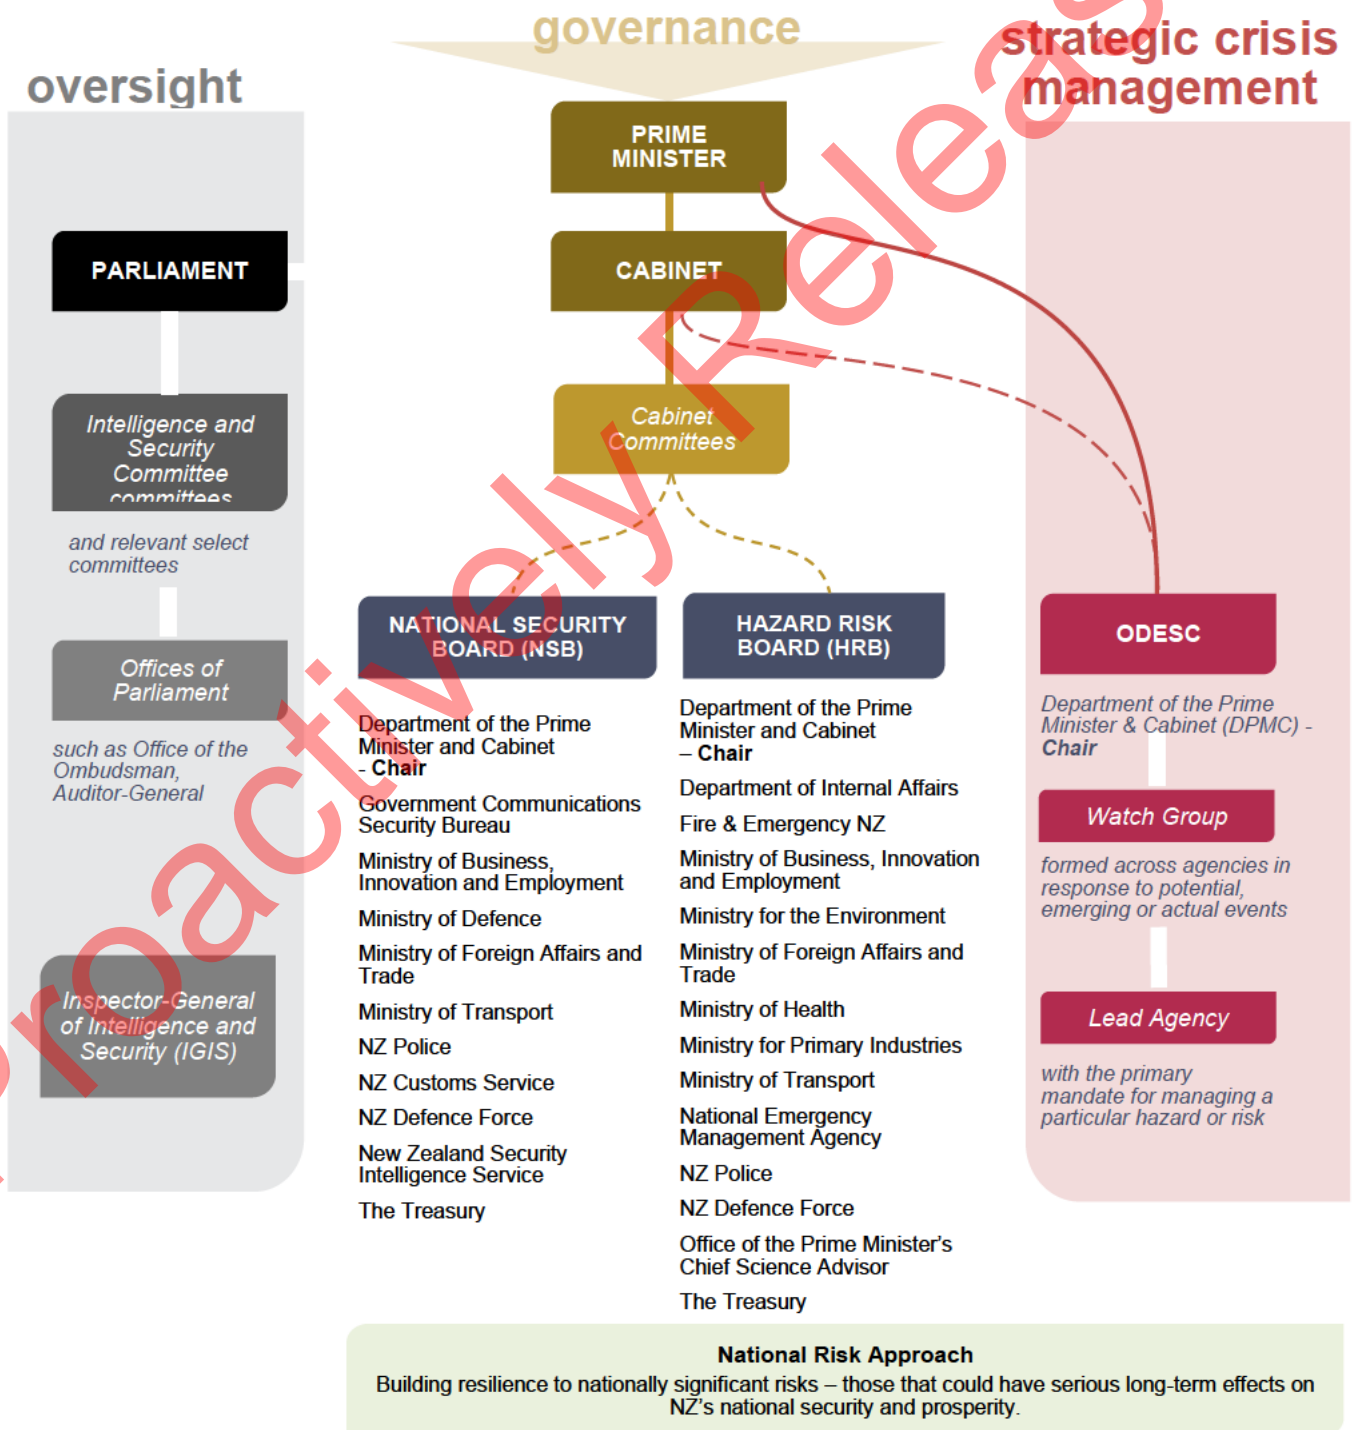 governance
oversight
strategic crisis
management
PRIME
MINISTER
CABINET
Cabinet
Committees
PARLIAMENT
Intelligence and
Security
Committee
committees
and relevant select
committees
Offices of
Parliament
such as Office of the
Ombudsman,
Auditor-General
Inspector-General
of Intelligence and
Security (IGIS)
NATIONAL SECURITY
BOARD (NSB)
Department of the Prime
Minister and Cabinet
- Chair
Government Communications
Security Bureau
Ministry of Business,
Innovation and Employment
Ministry of Defence
Ministry of Foreign Affairs and
Trade
Ministry of Transport
NZ Police
NZ Customs Service
NZ Defence Force
New Zealand Security
Intelligence Service
The Treasury
HAZARD RISK
BOARD (HRB)
Department of the Prime
Minister and Cabinet
– Chair
Department of Internal Affairs
Fire & Emergency NZ
Ministry of Business, Innovation
and Employment
Ministry for the Environment
Ministry of Foreign Affairs and
Trade
Ministry of Health
Ministry for Primary Industries
Ministry of Transport
National Emergency
Management Agency
NZ Police
NZ Defence Force
Office of the Prime Minister's
Chief Science Advisor
The Treasury
ODESC
Department of the Prime
Minister & Cabinet (DPMC) -
Chair
Watch Group
formed across agencies in
response to potential,
emerging or actual events
Lead Agency
with the primary
mandate for managing a
particular hazard or risk
National Risk Approach
Building resilience to nationally significant risks – those that could have serious long-term effects on
NZ's national security and prosperity.
Proactively Releas